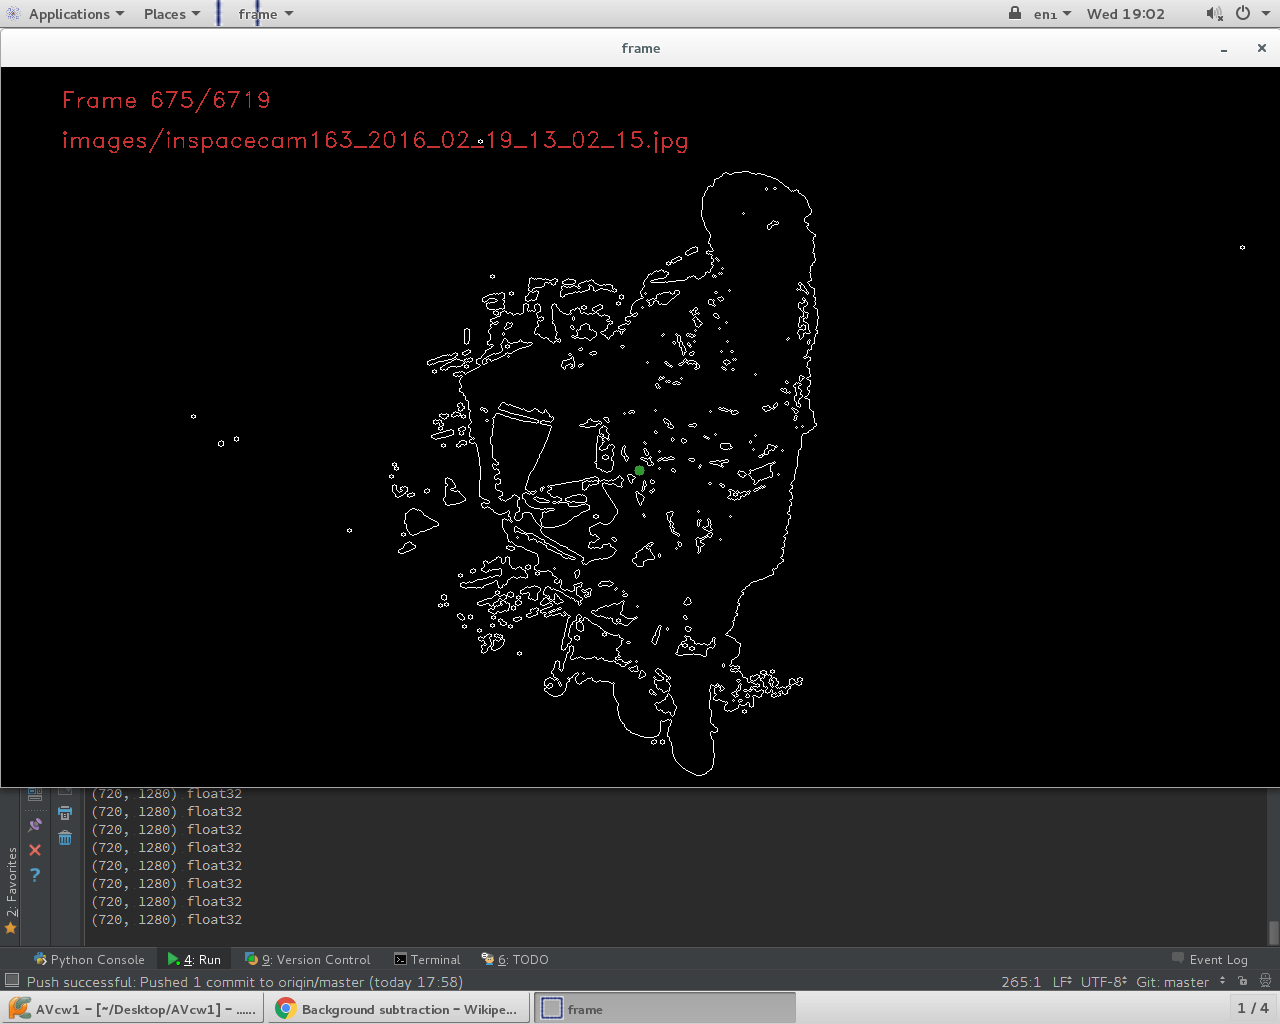 Applications Places frame en₁ Wed 19:02
frame
Frame 675/6719
images/inspacecam163_2016_02_19_13_02_15.jpg
(720, 1280) float32
(720, 1280) float32
(720, 1280) float32
(720, 1280) float32
(720, 1280) float32
(720, 1280) float32
(720, 1280) float32
(720, 1280) float32
2: Favorites
Python Console 4: Run 9: Version Control Terminal 6: TODO Event Log
Push successful: Pushed 1 commit to origin/master (today 17:58) 265:1 LF UTF-8 Git: master
AVcw1 – [~/Desktop/AVcw1] – ...... Background subtraction – Wikipe... frame 1 / 4